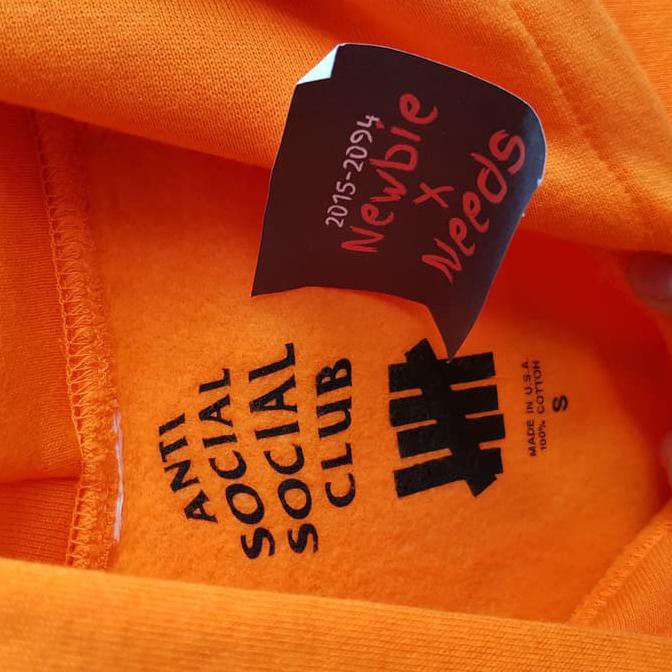 2015-2094
Newbie
x
Needs
ANTI
SOCIAL
SOCIAL
CLUB
MADE IN U.S.A.
100% COTTON
S